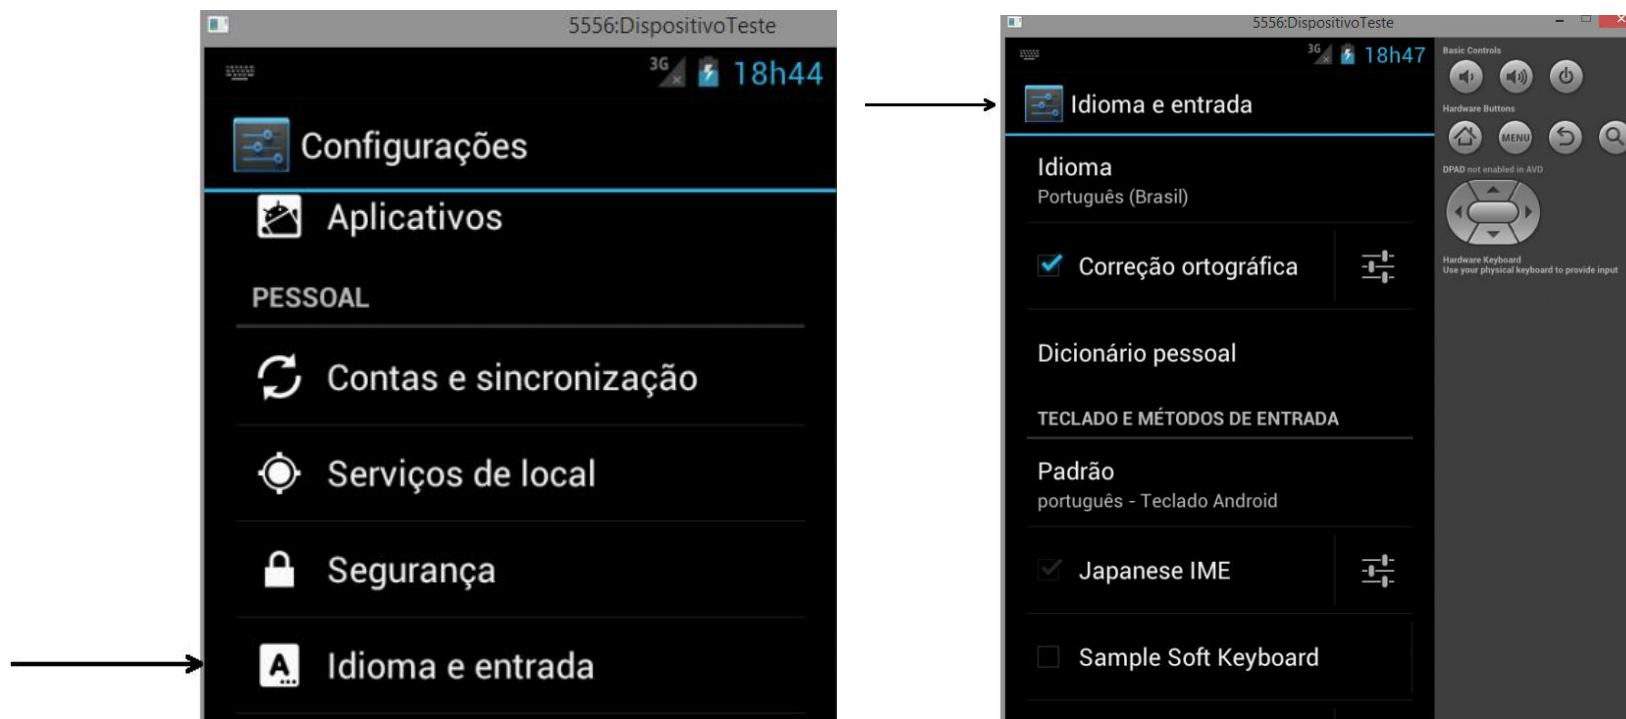 5556:DispositivoTeste
3G
18h44
Configurações
Aplicativos
PESSOAL
Contas e sincronização
Serviços de local
Segurança
Idioma e entrada
5556:DispositivoTeste
3G
18h47
Idioma e entrada
Idioma
Português (Brasil)
Correção ortográfica
Dicionário pessoal
TECLADO E MÉTODOS DE ENTRADA
Padrão
português - Teclado Android
Japanese IME
Sample Soft Keyboard
Basic Controls
Hardware Buttons
MENU
DPAD not enabled in AVD
Hardware Keyboard
Use your physical keyboard to provide input